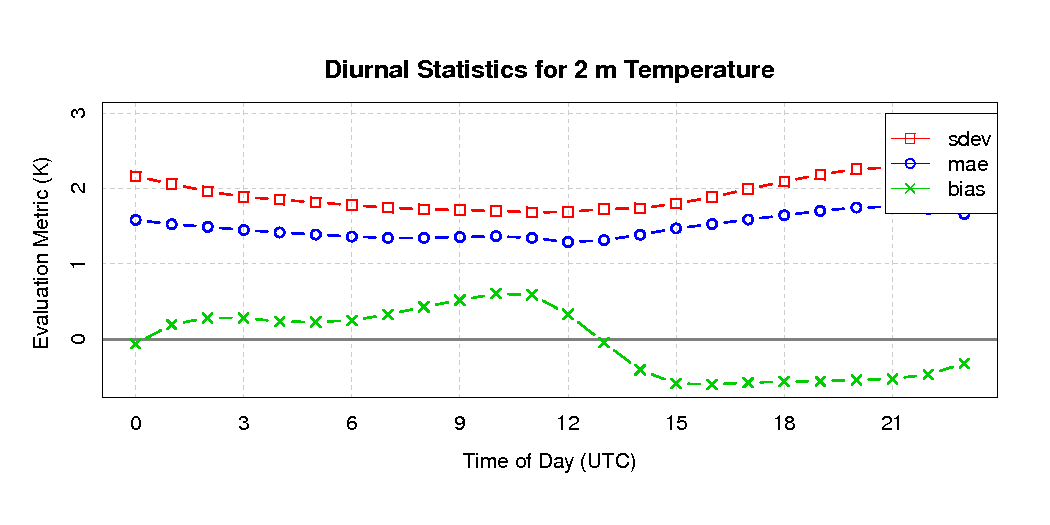 Diurnal Statistics for 2 m Temperature
Evaluation Metric (K)
3
2
1
0
sdev
mae
bias
0 3 6 9 12 15 18 21
Time of Day (UTC)